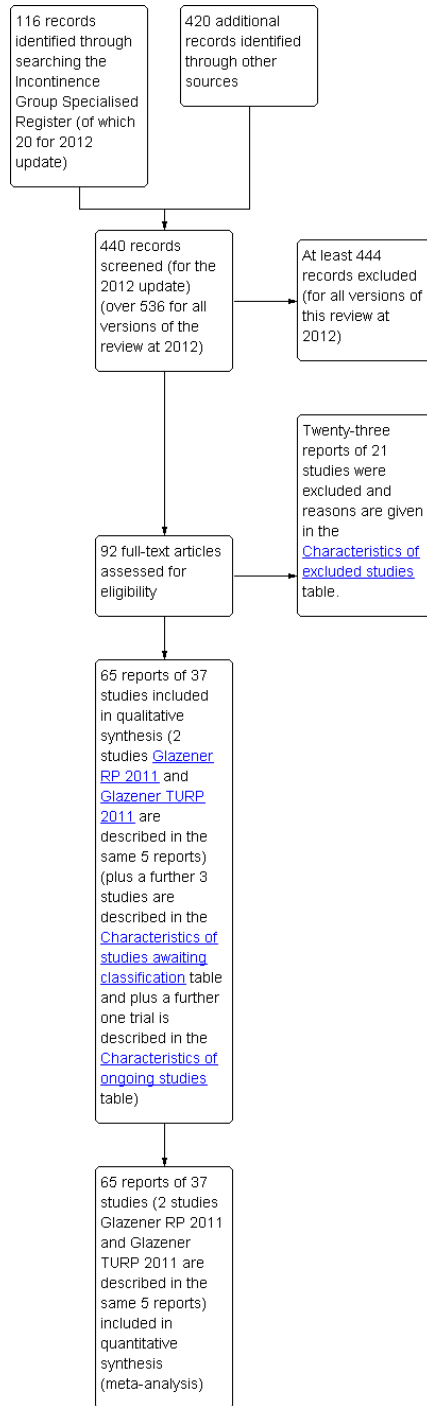 116 records
identified through
searching the
Incontinence
Group Specialised
Register (of which
20 for 2012
update)
420 additional
records identified
through other
sources
440 records
screened (for the
2012 update)
(over 536 for all
versions of the
review at 2012)
At least 444
records excluded
(for all versions of
this review at
2012)
Twenty-three
reports of 21
studies were
excluded and
reasons are given
in the
Characteristics of
excluded studies
table.
92 full-text articles
assessed for
eligibility
65 reports of 37
studies included
in qualitative
synthesis (2
studies Glazener
RP 2011 and
Glazener TURP
2011 are
described in the
same 5 reports)
(plus a further 3
studies are
described in the
Characteristics of
studies awaiting
classification table
and plus a further
one trial is
described in the
Characteristics of
ongoing studies
table)
65 reports of 37
studies (2 studies
Glazener RP 2011
and Glazener
TURP 2011 are
described in the
same 5 reports)
included in
quantitative
synthesis
(meta-analysis)